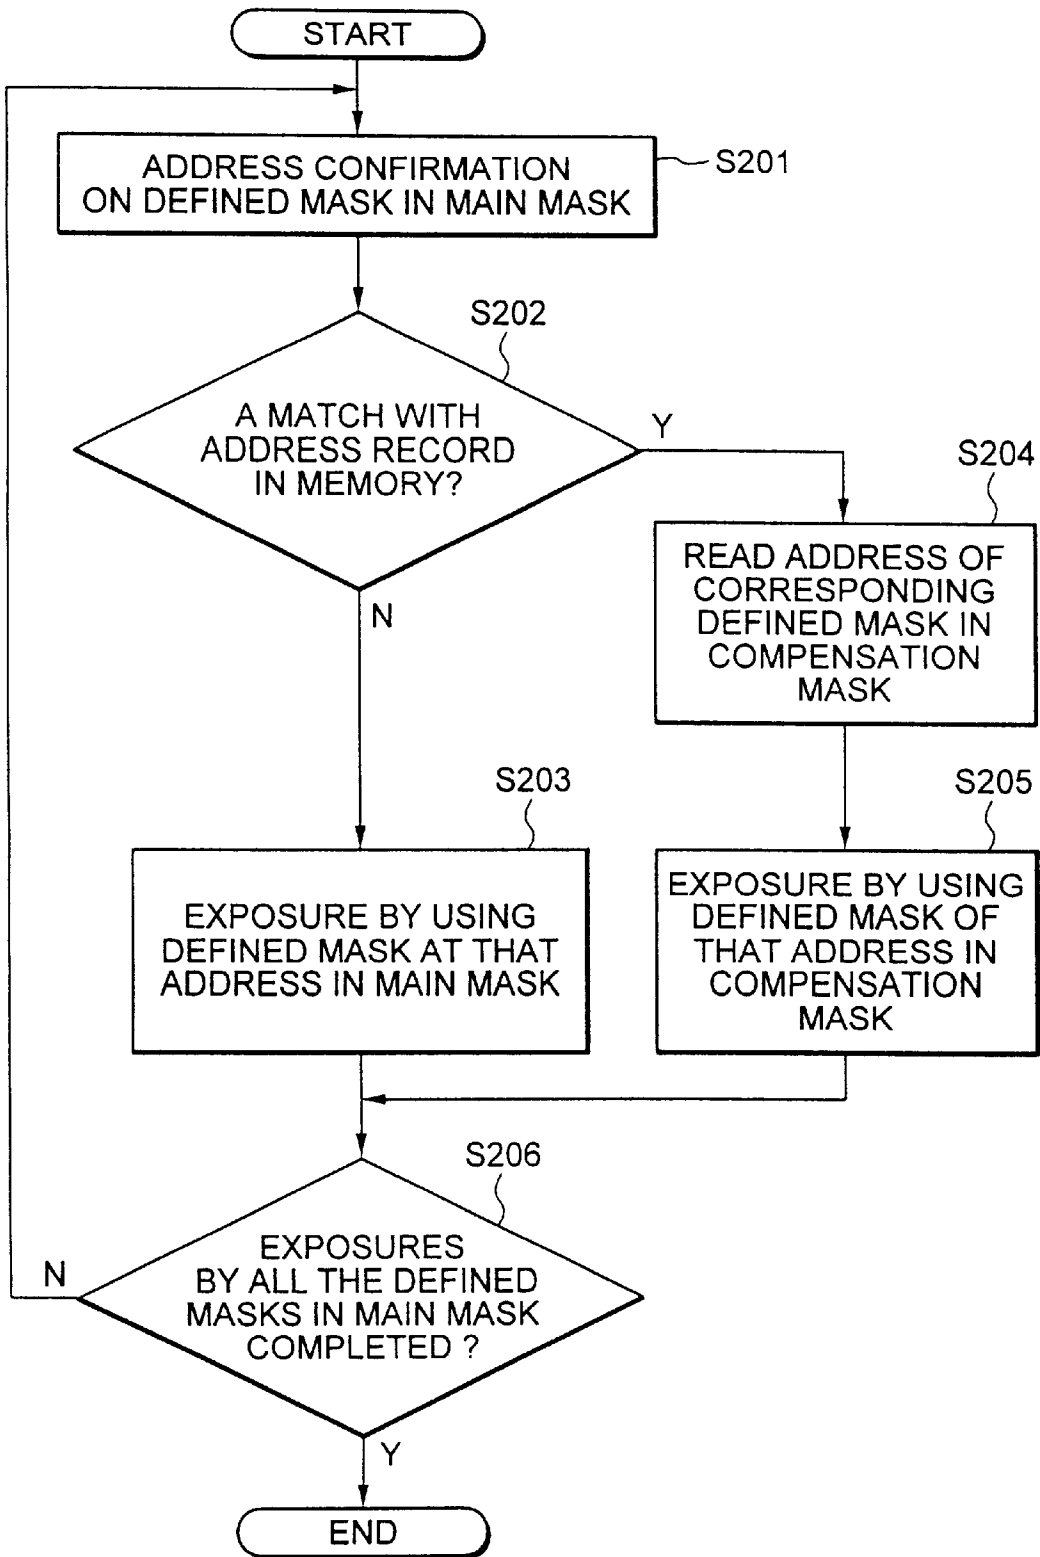 START
ADDRESS CONFIRMATION
ON DEFINED MASK IN MAIN MASK
S201
S202
A MATCH WITH
ADDRESS RECORD
IN MEMORY?
Y
N
S204
READ ADDRESS OF
CORRESPONDING
DEFINED MASK IN
COMPENSATION
MASK
S203
EXPOSURE BY USING
DEFINED MASK AT THAT
ADDRESS IN MAIN MASK
S205
EXPOSURE BY USING
DEFINED MASK OF
THAT ADDRESS IN
COMPENSATION
MASK
S206
EXPOSURES
BY ALL THE DEFINED
MASKS IN MAIN MASK
COMPLETED ?
N
Y
END